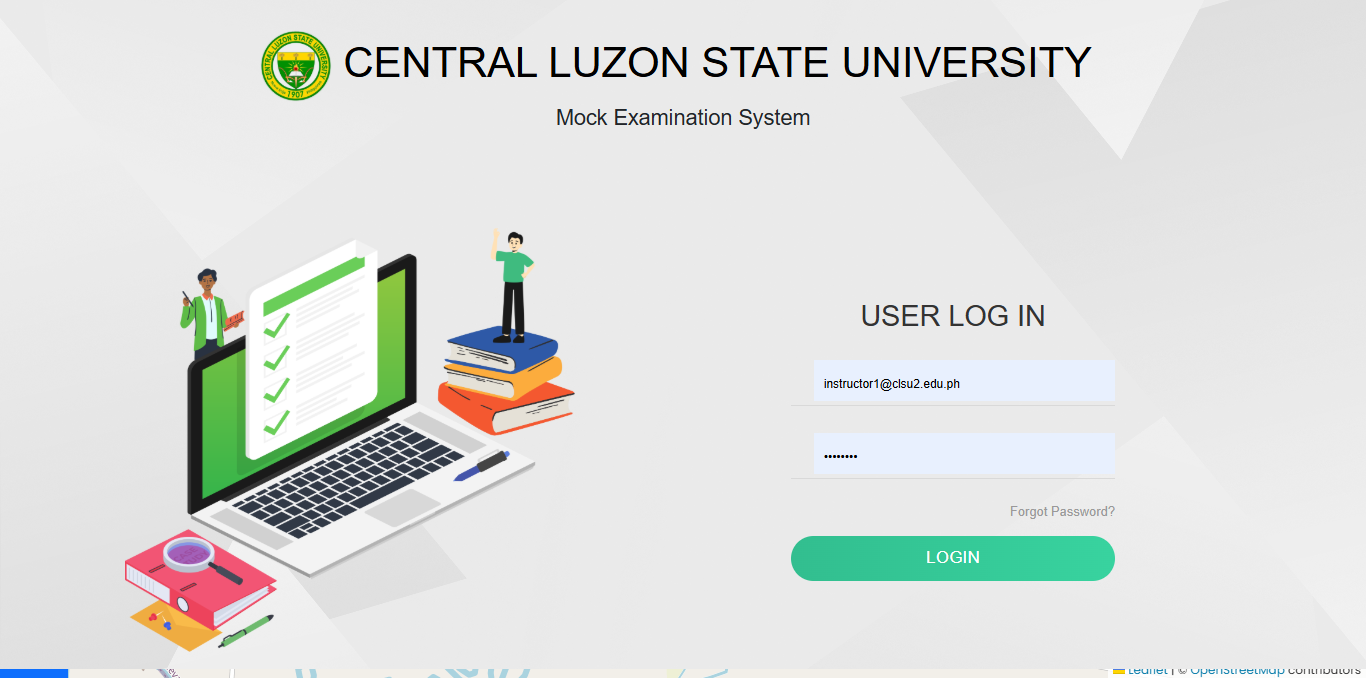 CENTRAL LUZON STATE UNIVERSITY
1907
CENTRAL LUZON STATE UNIVERSITY
Mock Examination System
USER LOG IN
instructor1@clsu2.edu.ph
••••••••
Forgot Password?
LOGIN
Leaflet | © OpenStreetMap contributors